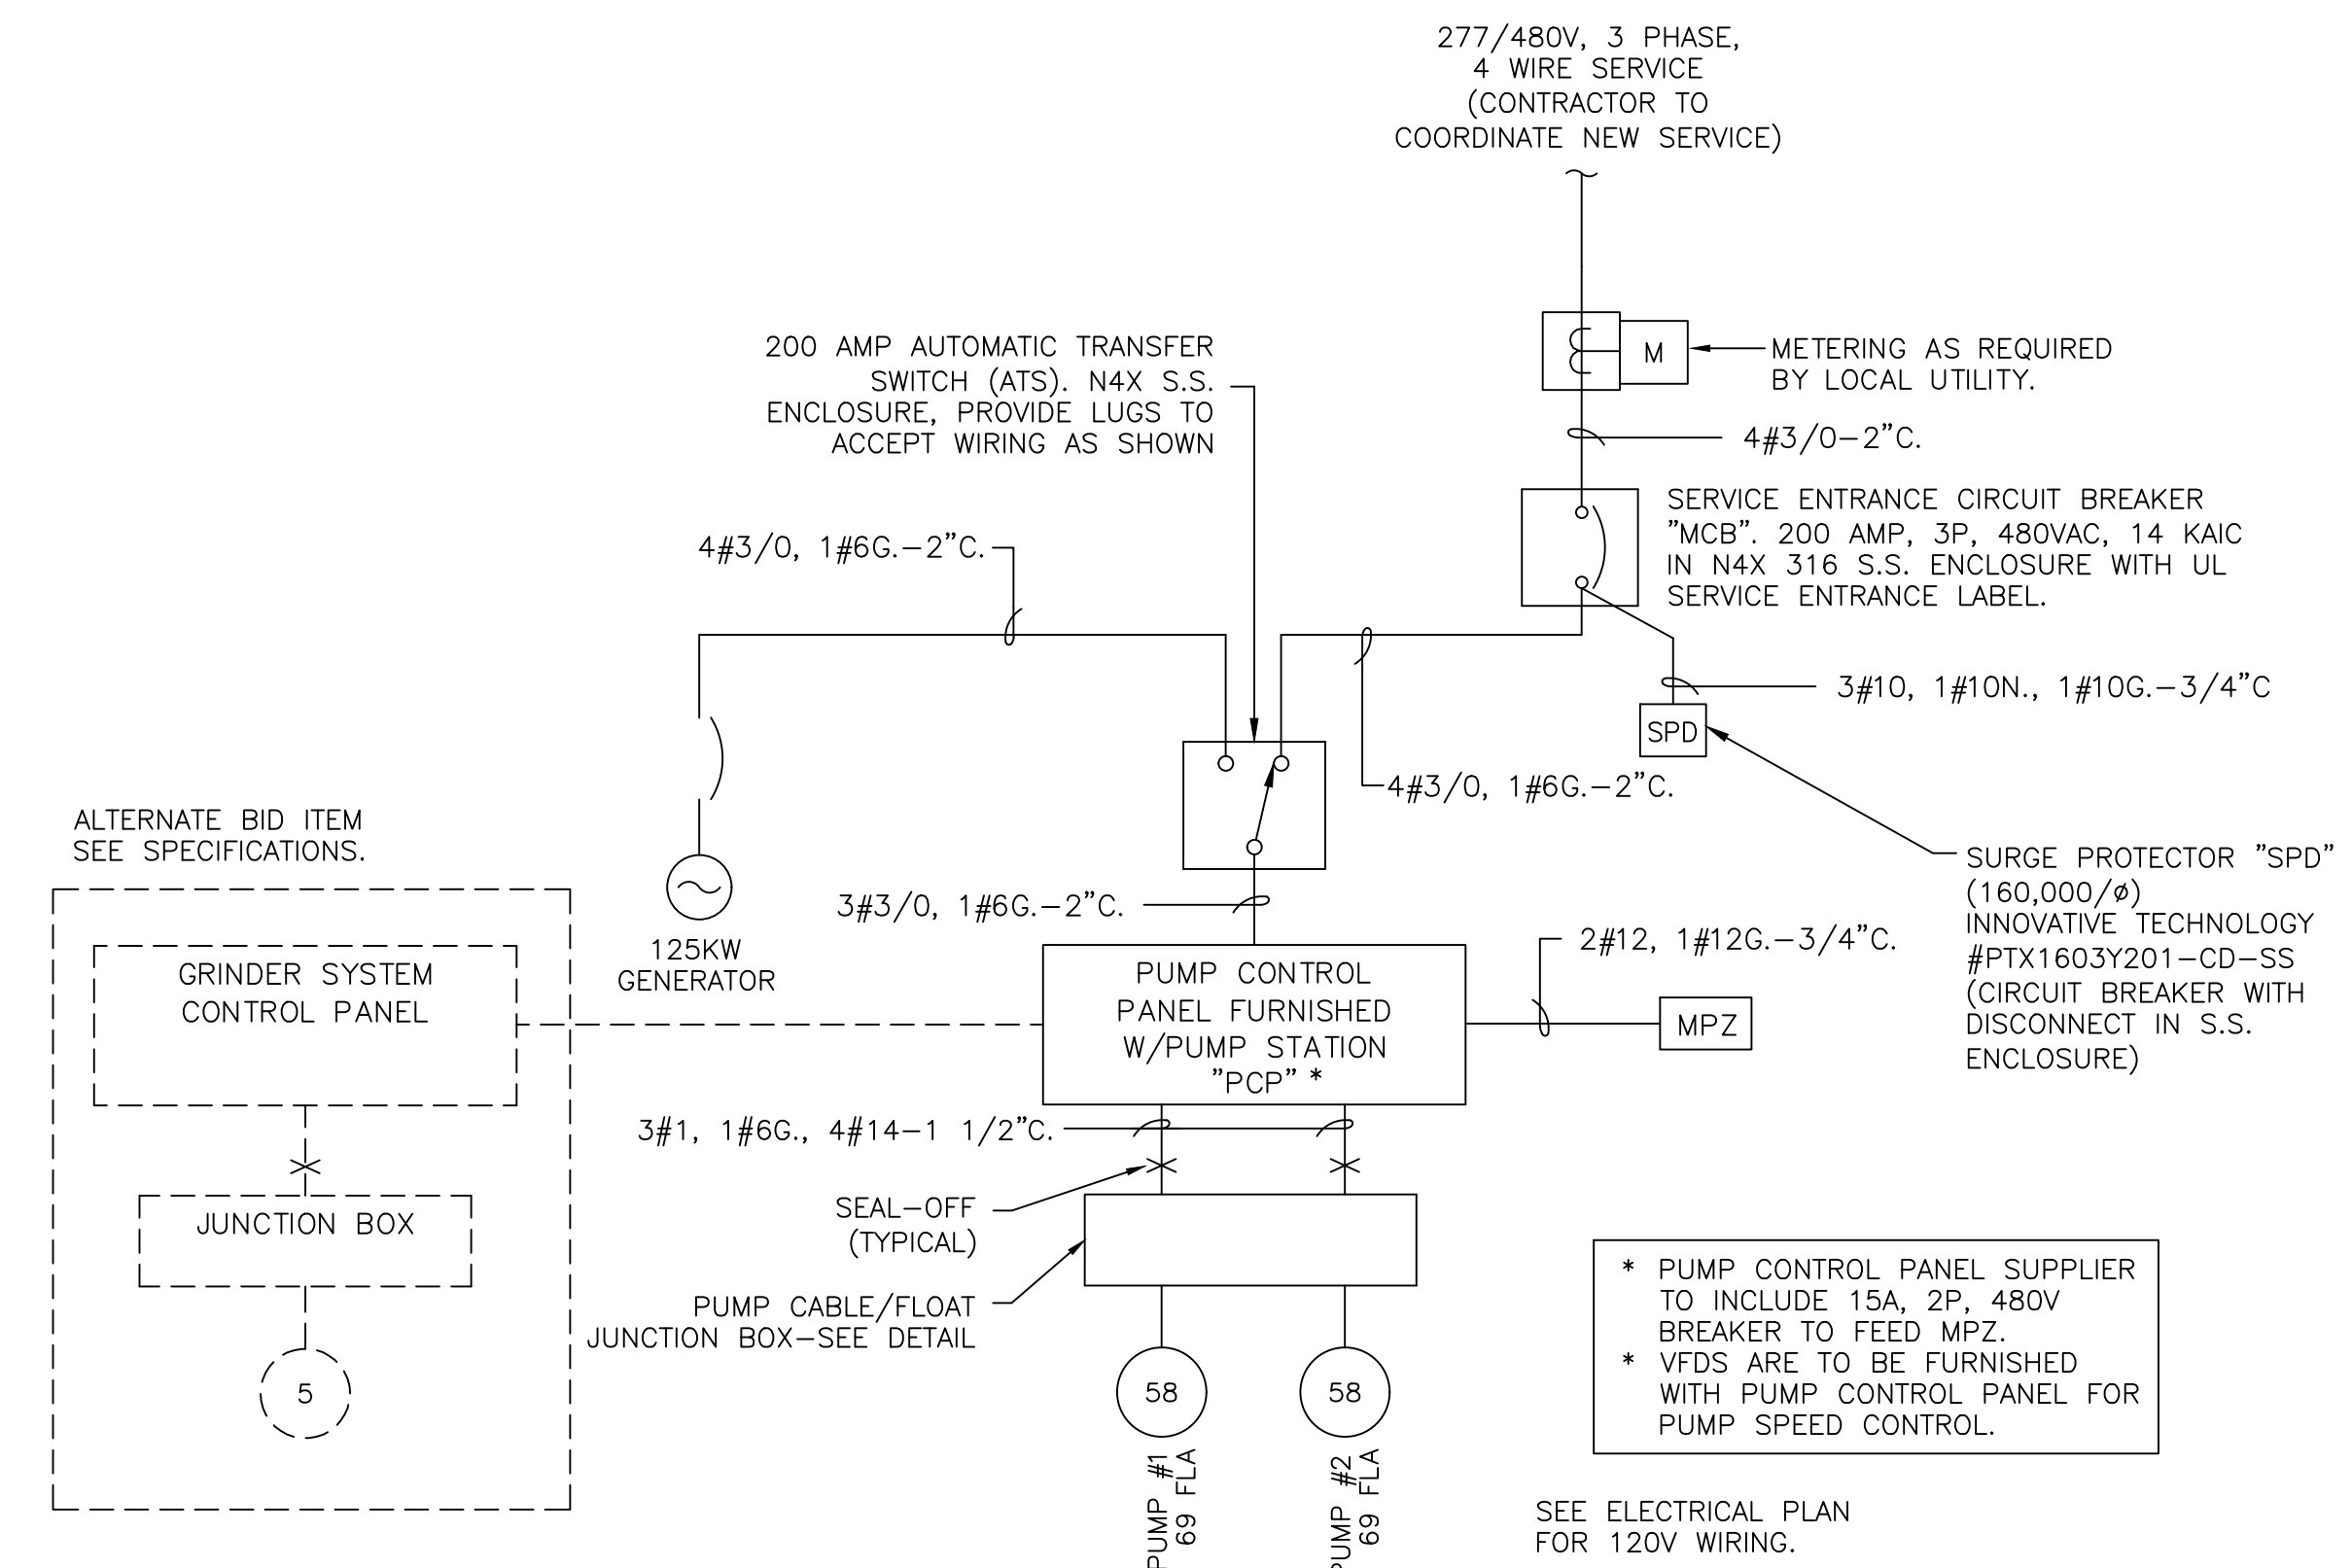 277/480V, 3 PHASE,
4 WIRE SERVICE
(CONTRACTOR TO
COORDINATE NEW SERVICE)
200 AMP AUTOMATIC TRANSFER
SWITCH (ATS). N4X S.S.
ENCLOSURE, PROVIDE LUGS TO
ACCEPT WIRING AS SHOWN
M
METERING AS REQUIRED
BY LOCAL UTILITY.
4#3/0-2"C.
SERVICE ENTRANCE CIRCUIT BREAKER
"MCB". 200 AMP, 3P, 480VAC, 14 KAIC
IN N4X 316 S.S. ENCLOSURE WITH UL
SERVICE ENTRANCE LABEL.
4#3/0, 1#6G.-2"C.
3#10, 1#10N., 1#10G.-3/4"C
SPD
4#3/0, 1#6G.-2"C.
ALTERNATE BID ITEM
SEE SPECIFICATIONS.
SURGE PROTECTOR "SPD"
(160,000/ø)
INNOVATIVE TECHNOLOGY
#PTX1603Y201-CD-SS
(CIRCUIT BREAKER WITH
DISCONNECT IN S.S.
ENCLOSURE)
3#3/0, 1#6G.-2"C.
125KW
GENERATOR
2#12, 1#12G.-3/4"C.
GRINDER SYSTEM
CONTROL PANEL
PUMP CONTROL
PANEL FURNISHED
W/PUMP STATION
"PCP" *
MPZ
3#1, 1#6G., 4#14-1 1/2"C.
SEAL-OFF
(TYPICAL)
JUNCTION BOX
PUMP CABLE/FLOAT
JUNCTION BOX-SEE DETAIL
* PUMP CONTROL PANEL SUPPLIER
TO INCLUDE 15A, 2P, 480V
BREAKER TO FEED MPZ.
* VFDS ARE TO BE FURNISHED
WITH PUMP CONTROL PANEL FOR
PUMP SPEED CONTROL.
5
58
58
PUMP #1
69 FLA
PUMP #2
69 FLA
SEE ELECTRICAL PLAN
FOR 120V WIRING.